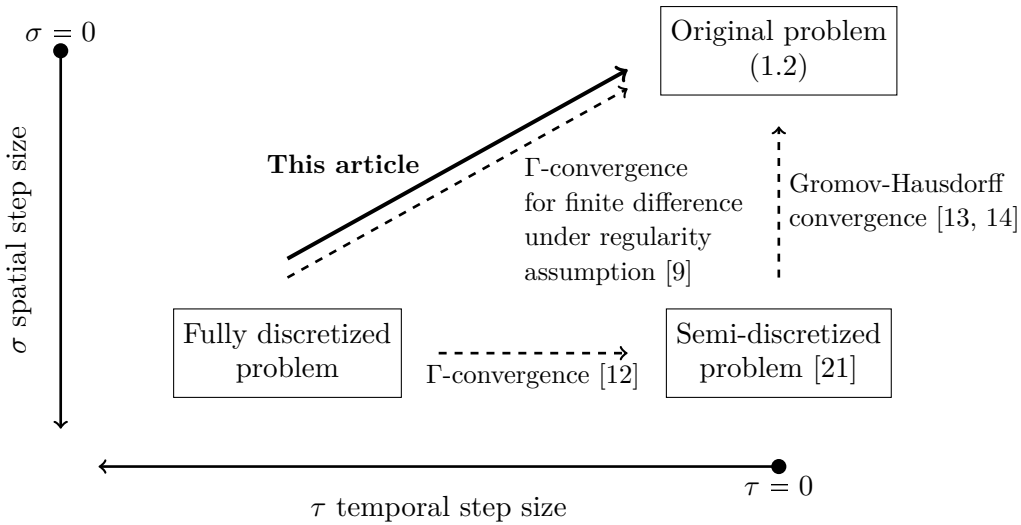 σ = 0
Original problem
(1.2)
σ spatial step size
This article
Γ-convergence
for finite difference
under regularity
assumption [9]
Gromov-Hausdorff
convergence [13, 14]
Fully discretized
problem
Γ-convergence [12]
Semi-discretized
problem [21]
τ = 0
τ temporal step size